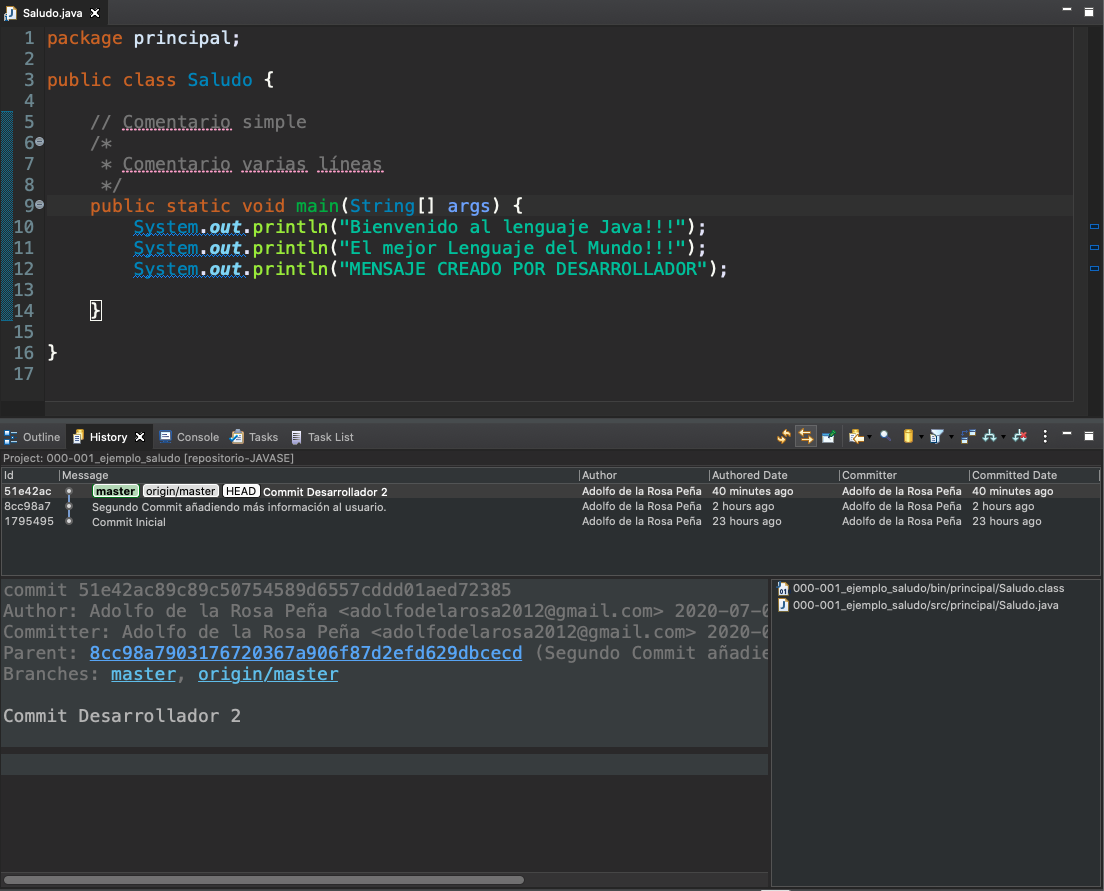 Saludo.java
1 package principal;
2
3 public class Saludo {
4
5 // Comentario simple
6 /*
7 * Comentario varias líneas
8 */
9 public static void main(String[] args) {
10 System.out.println("Bienvenido al lenguaje Java!!!");
11 System.out.println("El mejor Lenguaje del Mundo!!!");
12 System.out.println("MENSAJE CREADO POR DESARROLLADOR");
13
14 }
15
16 }
17
Outline History Console Tasks Task List
Project: 000-001_ejemplo_saludo [repositorio-JAVASE]
Id Message Author Authored Date Committer Committed Date
51e42ac master origin/master HEAD Commit Desarrollador 2 Adolfo de la Rosa Peña 40 minutes ago Adolfo de la Rosa Peña 40 minutes ago
8cc98a7 Segundo Commit añadiendo más información al usuario. Adolfo de la Rosa Peña 2 hours ago Adolfo de la Rosa Peña 2 hours ago
1795495 Commit Inicial Adolfo de la Rosa Peña 23 hours ago Adolfo de la Rosa Peña 23 hours ago
commit 51e42ac89c89c50754589d6557cddd01aed72385
Author: Adolfo de la Rosa Peña <adolfodelarosa2012@gmail.com> 2020-07-0
Committer: Adolfo de la Rosa Peña <adolfodelarosa2012@gmail.com> 2020-0
Parent: 8cc98a7903176720367a906f87d2efd629dbcecd (Segundo Commit añadie
Branches: master, origin/master
Commit Desarrollador 2
000-001_ejemplo_saludo/bin/principal/Saludo.class
000-001_ejemplo_saludo/src/principal/Saludo.java